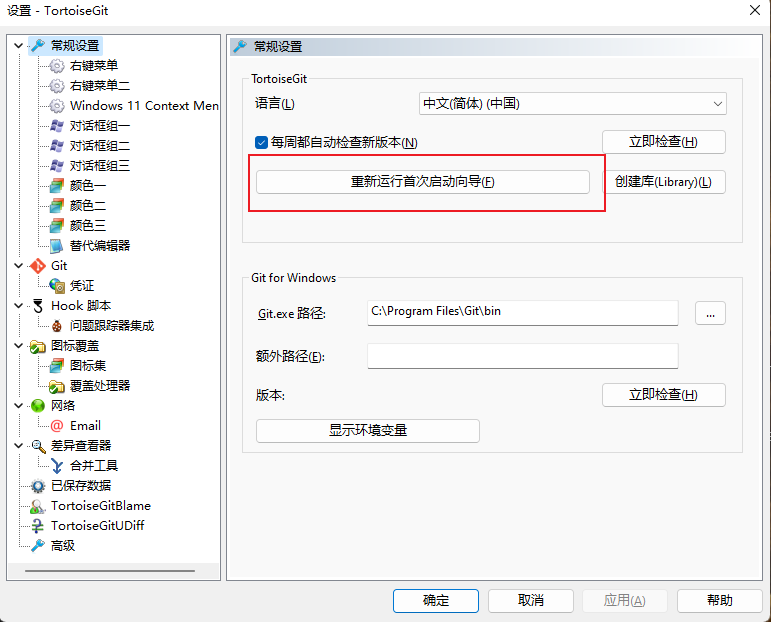 设置 - TortoiseGit
常规设置
右键菜单
右键菜单二
Windows 11 Context Men
对话框组一
对话框组二
对话框组三
颜色一
颜色二
颜色三
替代编辑器
Git
凭证
Hook 脚本
问题跟踪器集成
图标覆盖
图标集
覆盖处理器
网络
Email
差异查看器
合并工具
已保存数据
TortoiseGitBlame
TortoiseGitUDiff
高级
常规设置
TortoiseGit
语言(L)
中文(简体) (中国)
每周都自动检查新版本(N)
立即检查(H)
重新运行首次启动向导(F)
创建库(Library)(L)
Git for Windows
Git.exe 路径:
C:\Program Files\Git\bin
...
额外路径(E):
版本:
立即检查(H)
显示环境变量
确定
取消
应用(A)
帮助